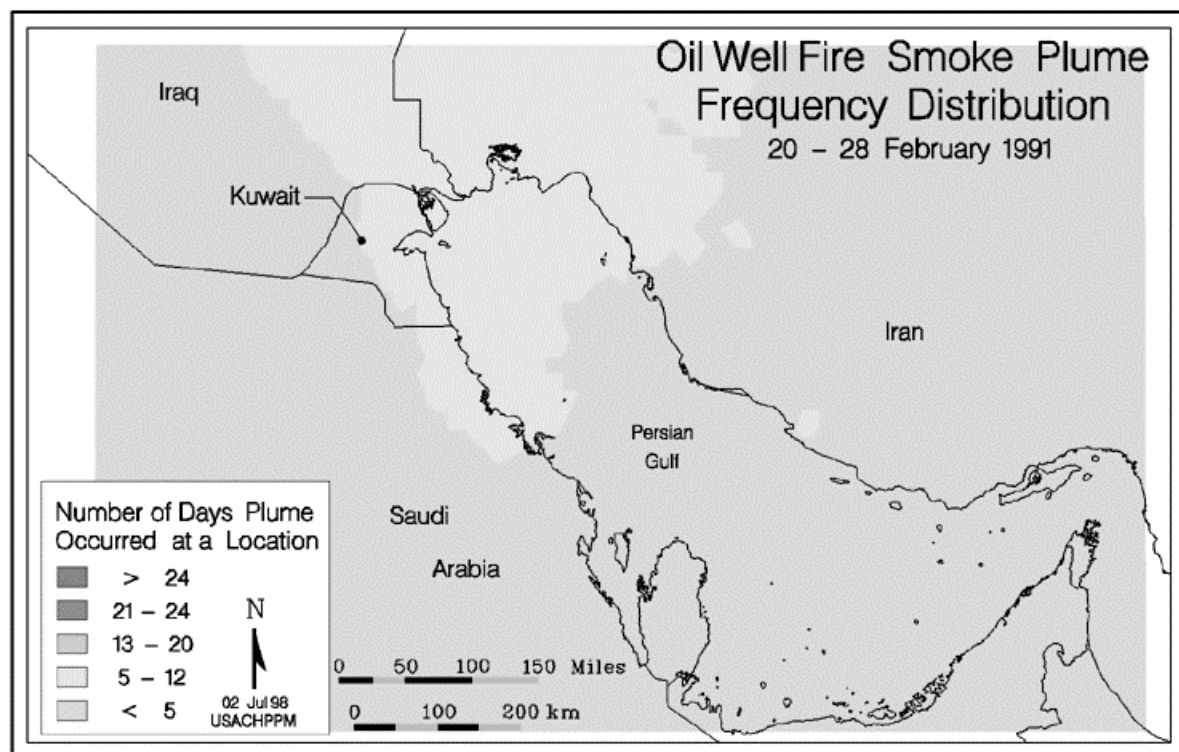 Oil Well Fire Smoke Plume
Frequency Distribution
20 - 28 February 1991
Iraq
Kuwait
Iran
Persian
Gulf
Saudi
Arabia
Number of Days Plume
Occurred at a Location
> 24
21 - 24
13 - 20
5 - 12
< 5
N
02 Jul 98
USACHPPM
0 50 100 150 Miles
0 100 200 km